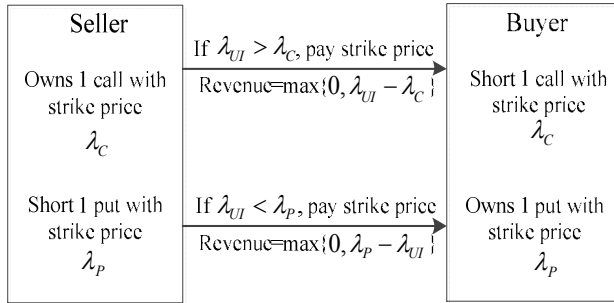 Seller
Owns 1 call with
strike price
λ_C
Short 1 put with
strike price
λ_P
If λ_UI > λ_C, pay strike price
Revenue=max{0, λ_UI − λ_C}
If λ_UI < λ_P, pay strike price
Revenue=max{0, λ_P − λ_UI}
Buyer
Short 1 call with
strike price
λ_C
Owns 1 put with
strike price
λ_P